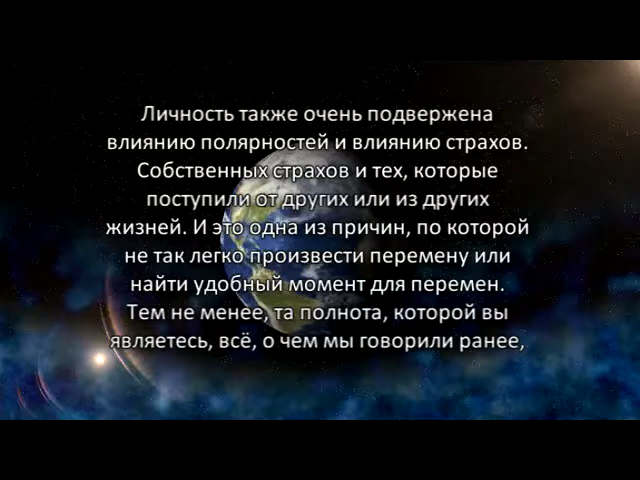 Личность также очень подвержена
влиянию полярностей и влиянию страхов.
Собственных страхов и тех, которые
поступили от других или из других
жизней. И это одна из причин, по которой
не так легко произвести перемену или
найти удобный момент для перемен.
Тем не менее, та полнота, которой вы
являетесь, всё, о чем мы говорили ранее,